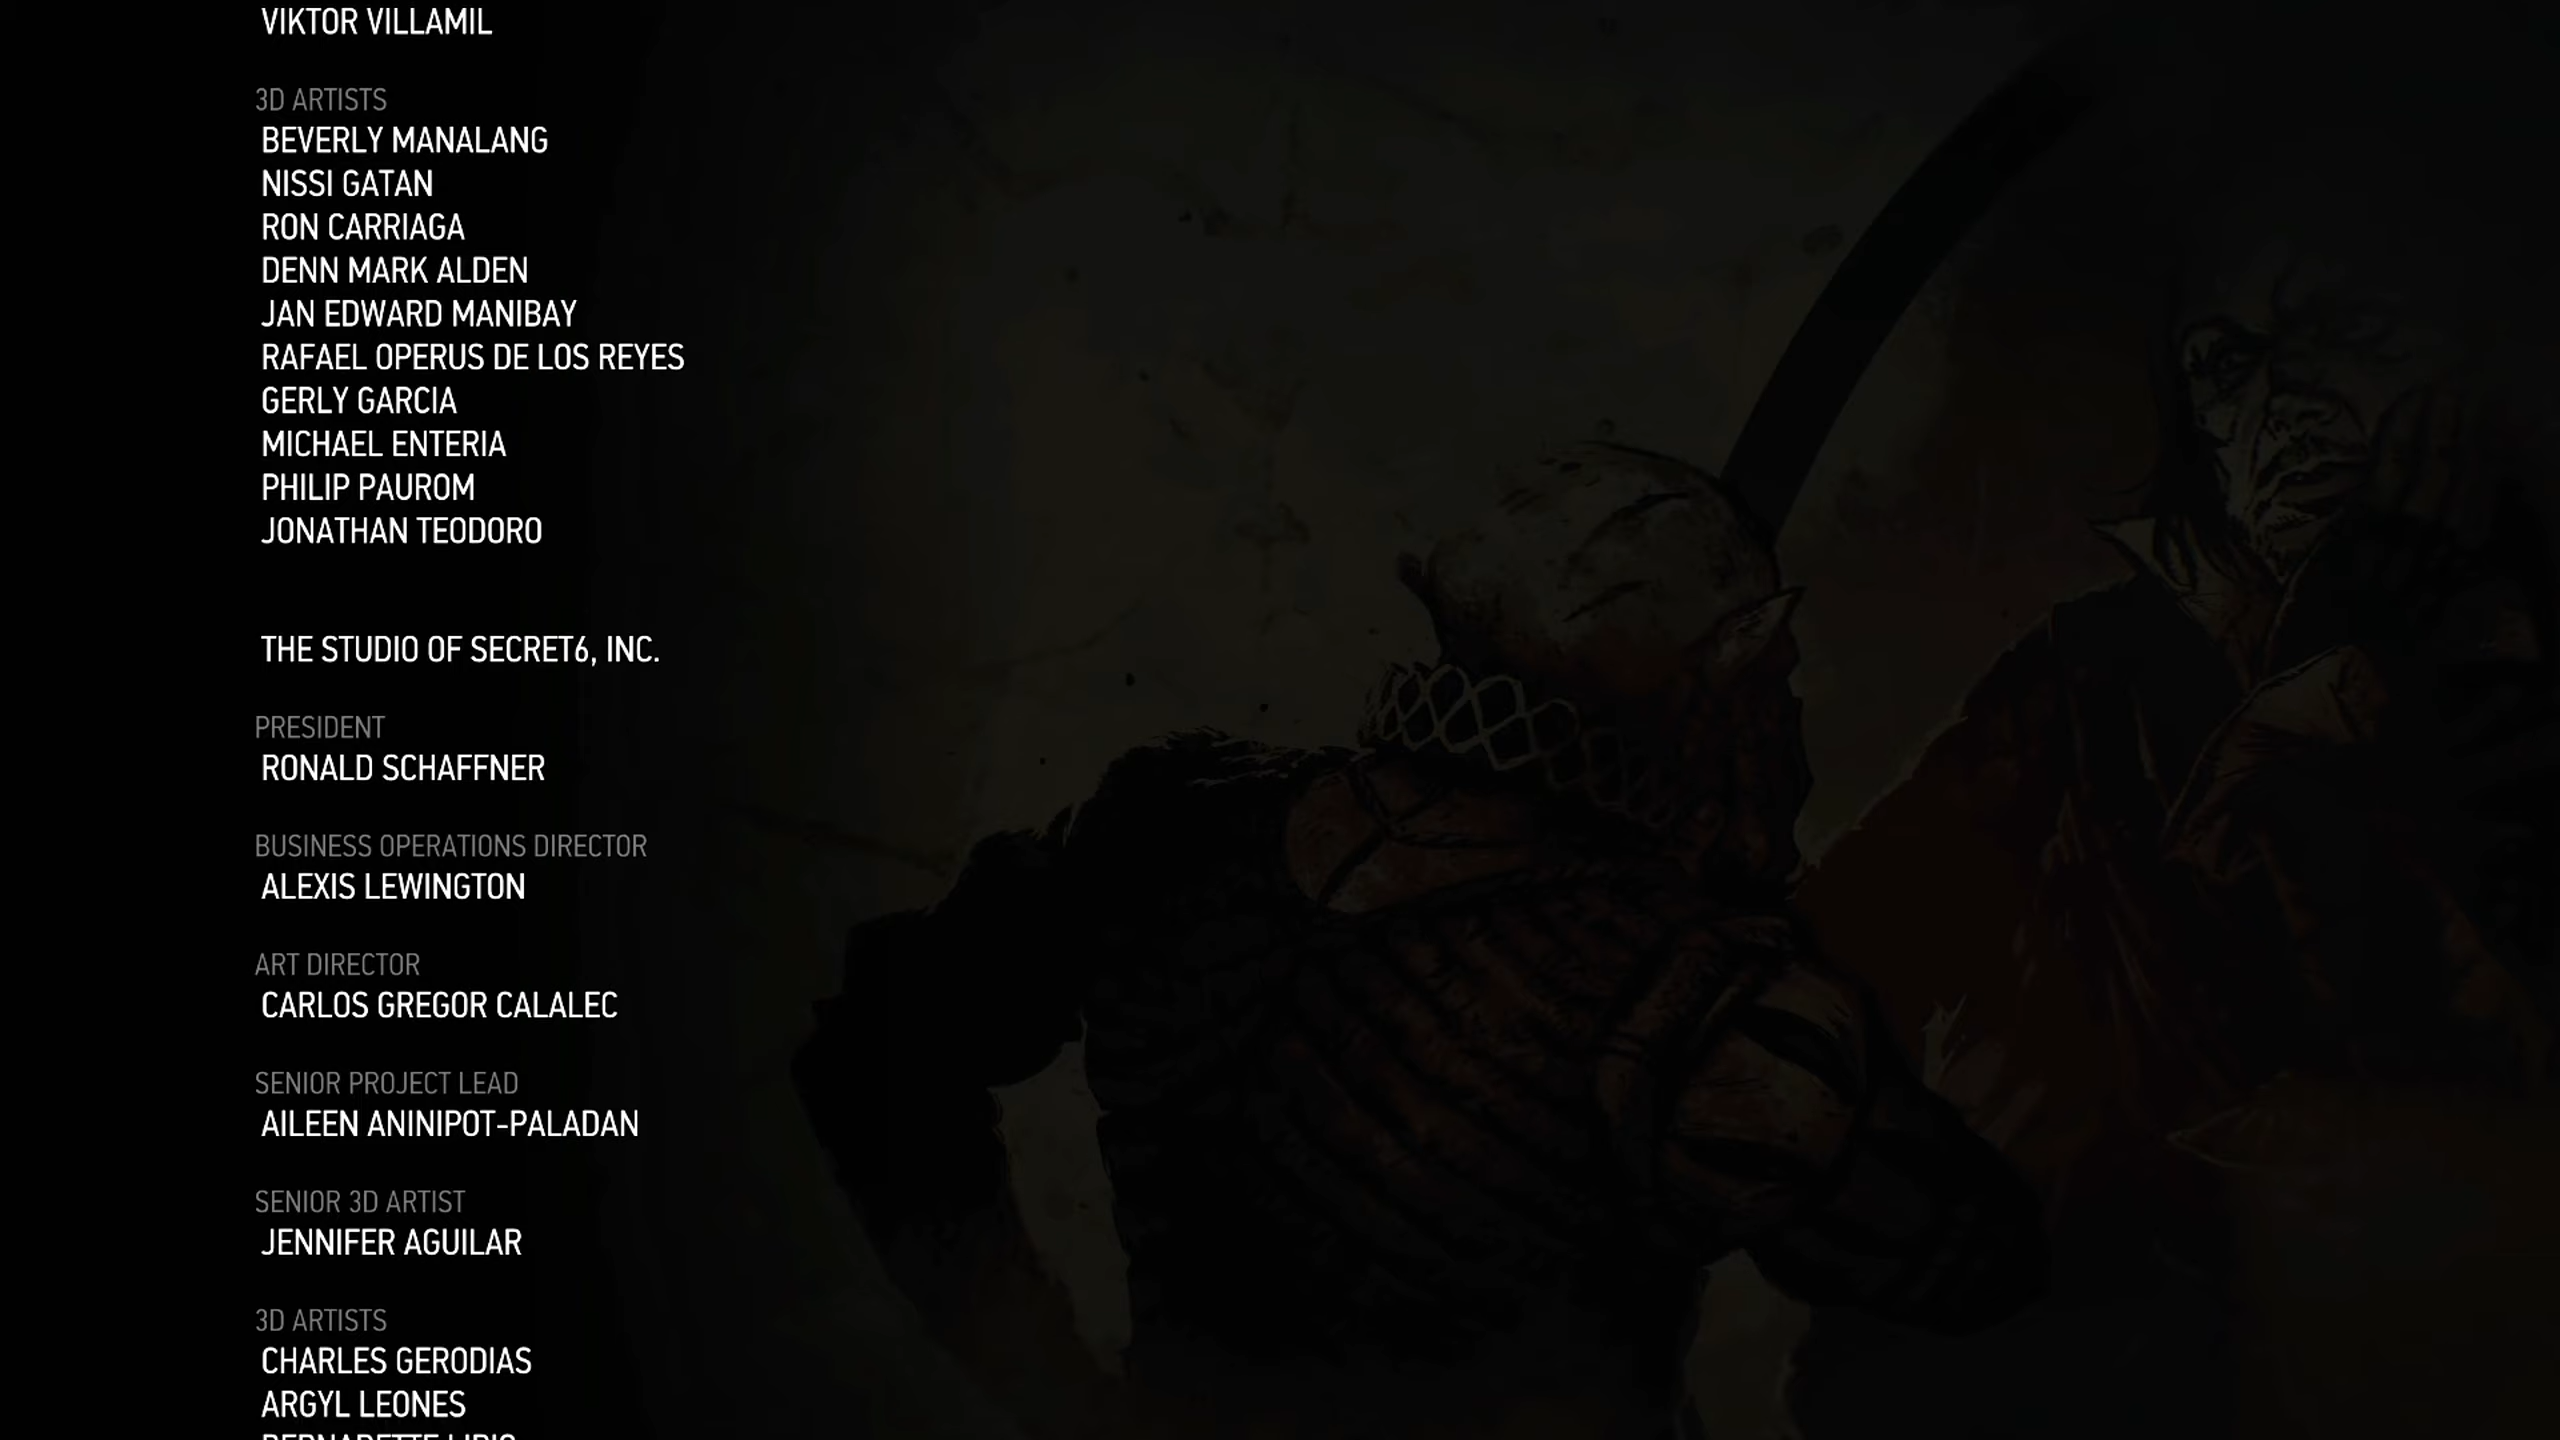 VIKTOR VILLAMIL
3D ARTISTS
BEVERLY MANALANG
NISSI GATAN
RON CARRIAGA
DENN MARK ALDEN
JAN EDWARD MANIBAY
RAFAEL OPERUS DE LOS REYES
GERLY GARCIA
MICHAEL ENTERIA
PHILIP PAUROM
JONATHAN TEODORO
THE STUDIO OF SECRET6, INC.
PRESIDENT
RONALD SCHAFFNER
BUSINESS OPERATIONS DIRECTOR
ALEXIS LEWINGTON
ART DIRECTOR
CARLOS GREGOR CALALEC
SENIOR PROJECT LEAD
AILEEN ANINIPOT-PALADAN
SENIOR 3D ARTIST
JENNIFER AGUILAR
3D ARTISTS
CHARLES GERODIAS
ARGYL LEONES